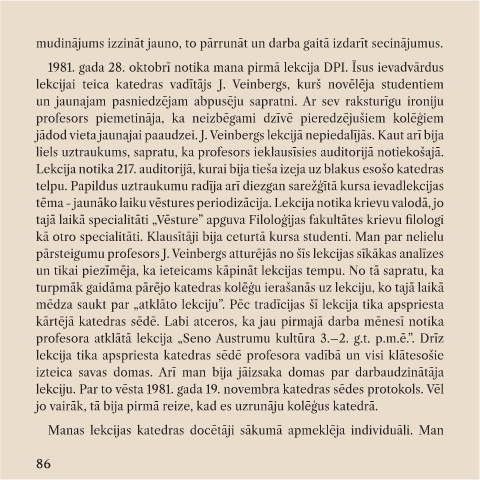 mudinājums izzināt jauno, to pārrunāt un darba gaitā izdarīt secinājumus.
1981. gada 28. oktobrī notika mana pirmā lekcija DPI. Īsus ievadvārdus
lekcijai teica katedras vadītājs J. Veinbergs, kurš novēlēja studentiem
un jaunajam pasniedzējam abpusēju sapratni. Ar sev raksturīgu ironiju
profesors piemetināja, ka neizbēgami dzīvē pieredzējušiem kolēģiem
jādod vieta jaunajai paaudzei. J. Veinbergs lekcijā nepiedalījās. Kaut arī bija
liels uztraukums, sapratu, ka profesors ieklausīsies auditorijā notiekošajā.
Lekcija notika 217. auditorijā, kurai bija tieša izeja uz blakus esošo katedras
telpu. Papildus uztraukumu radīja arī diezgan sarežģītā kursa ievadlekcijas
tēma - jaunāko laiku vēstures periodizācija. Lekcija notika krievu valodā, jo
tajā laikā specialitāti „Vēsture” apguva Filoloģijas fakultātes krievu filologi
kā otro specialitāti. Klausītāji bija ceturtā kursa studenti. Man par nelielu
pārsteigumu profesors J. Veinbergs atturējās no šīs lekcijas sīkākas analīzes
un tikai piezīmēja, ka ieteicams kāpināt lekcijas tempu. No tā sapratu, ka
turpmāk gaidāma pārējo katedras kolēģu ierašanās uz lekciju, ko tajā laikā
mēdza saukt par „atklāto lekciju”. Pēc tradīcijas šī lekcija tika apspriesta
kārtējā katedras sēdē. Labi atceros, ka jau pirmajā darba mēnesī notika
profesora atklātā lekcija „Seno Austrumu kultūra 3.–2. g.t. p.m.ē.”. Drīz
lekcija tika apspriesta katedras sēdē profesora vadībā un visi klātesošie
izteica savas domas. Arī man bija jāizsaka domas par darbaudzinātāja
lekciju. Par to vēsta 1981. gada 19. novembra katedras sēdes protokols. Vēl
jo vairāk, tā bija pirmā reize, kad es uzrunāju kolēģus katedrā.
Manas lekcijas katedras docētāji sākumā apmeklēja individuāli. Man
86